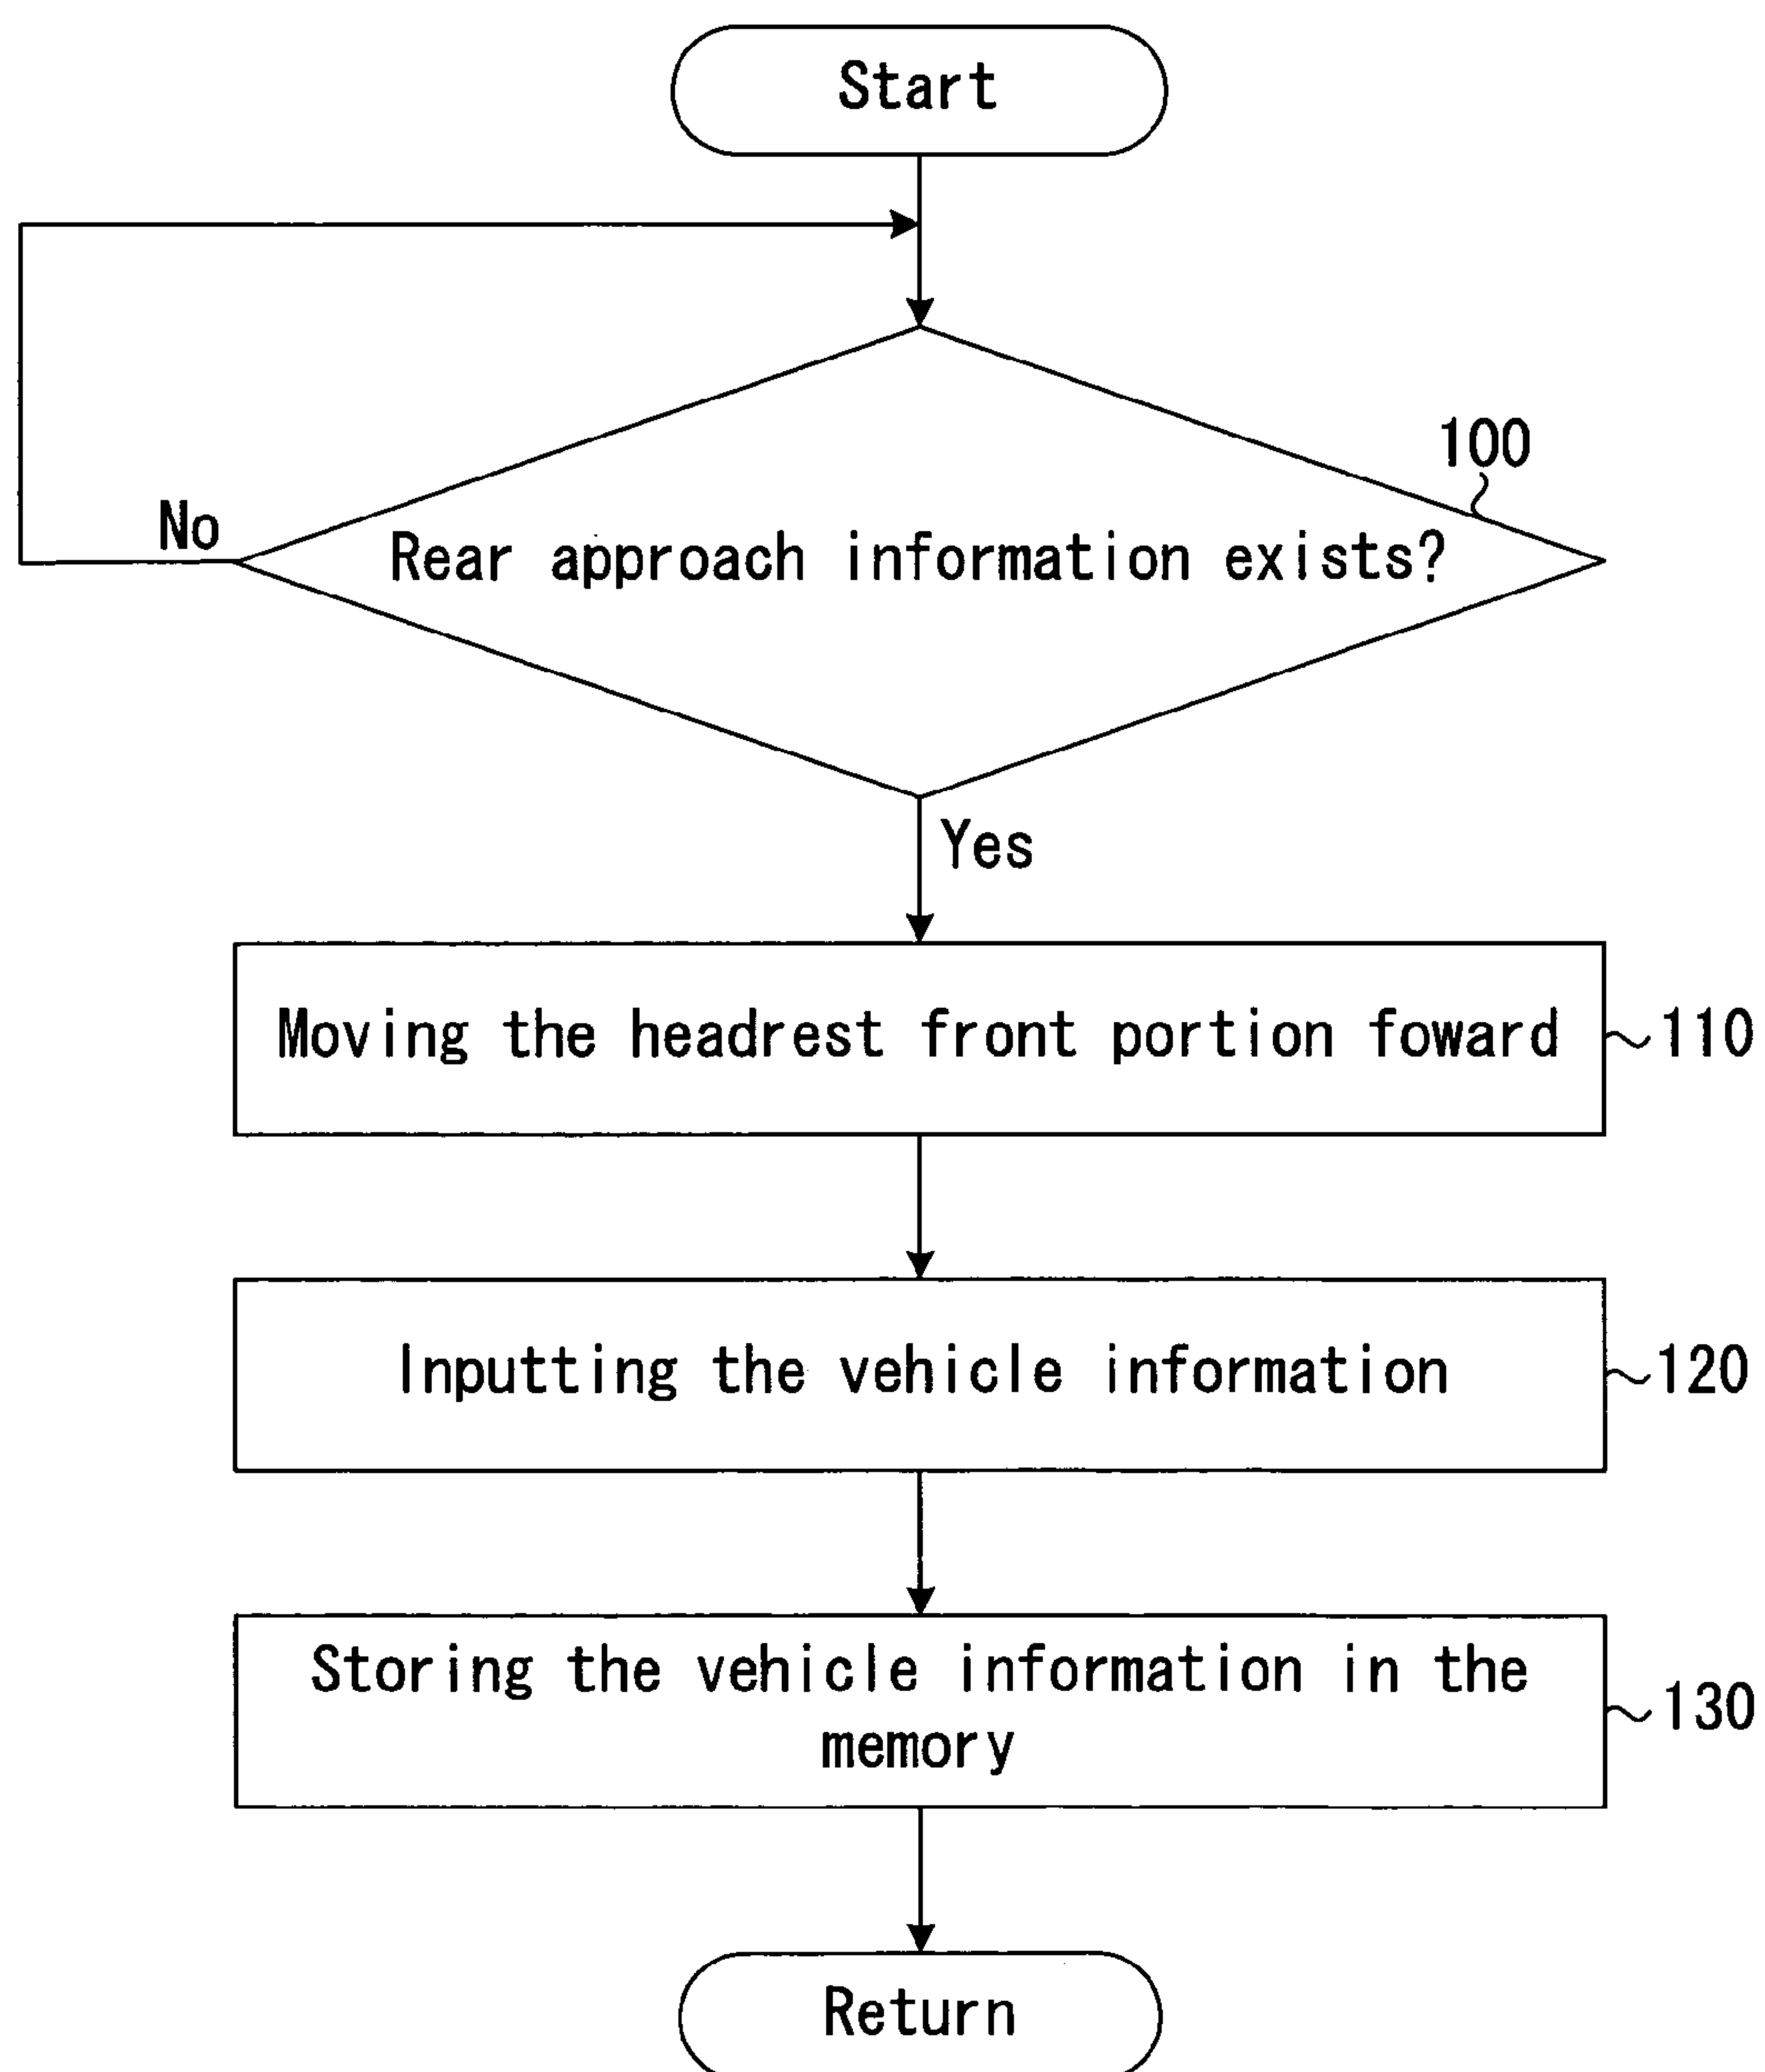 Start
100
No
Rear approach information exists?
Yes
Moving the headrest front portion foward
110
Inputting the vehicle information
120
Storing the vehicle information in the
memory
130
Return